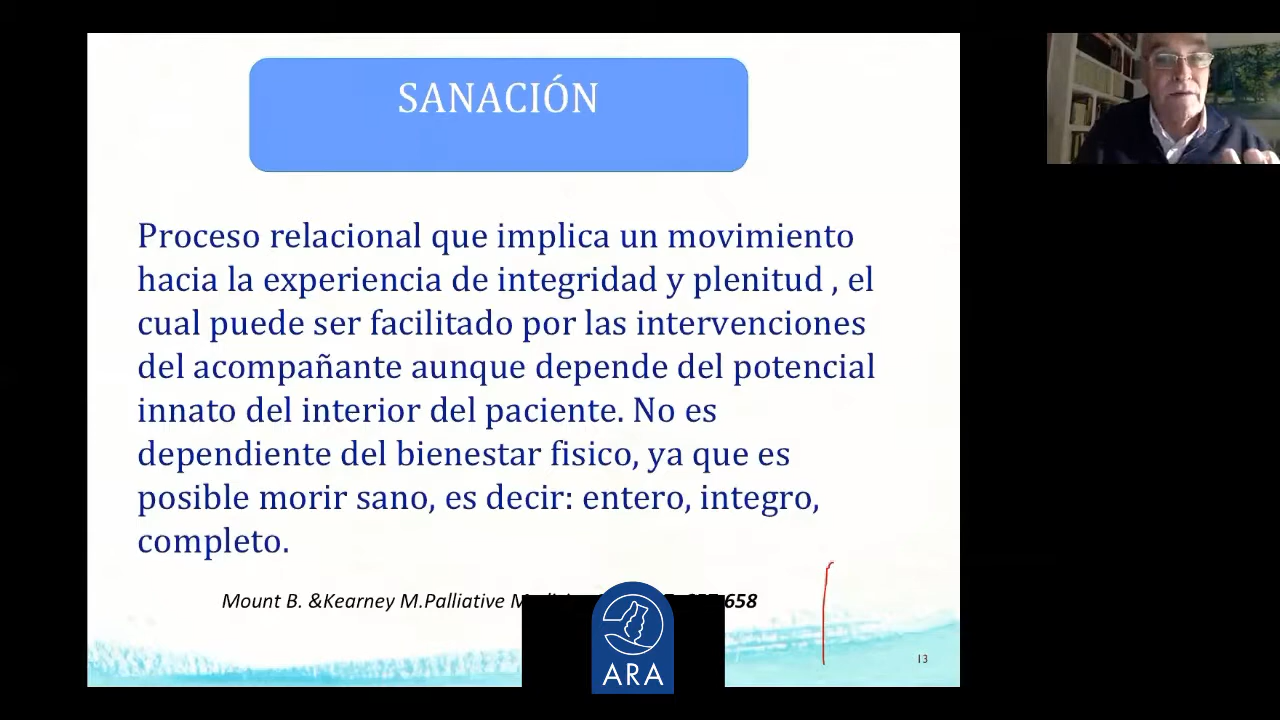 SANACIÓN
Proceso relacional que implica un movimiento
hacia la experiencia de integridad y plenitud , el
cual puede ser facilitado por las intervenciones
del acompañante aunque depende del potencial
innato del interior del paciente. No es
dependiente del bienestar fisico, ya que es
posible morir sano, es decir: entero, integro,
completo.
Mount B. &Kearney M.Palliative 658
ARA
13